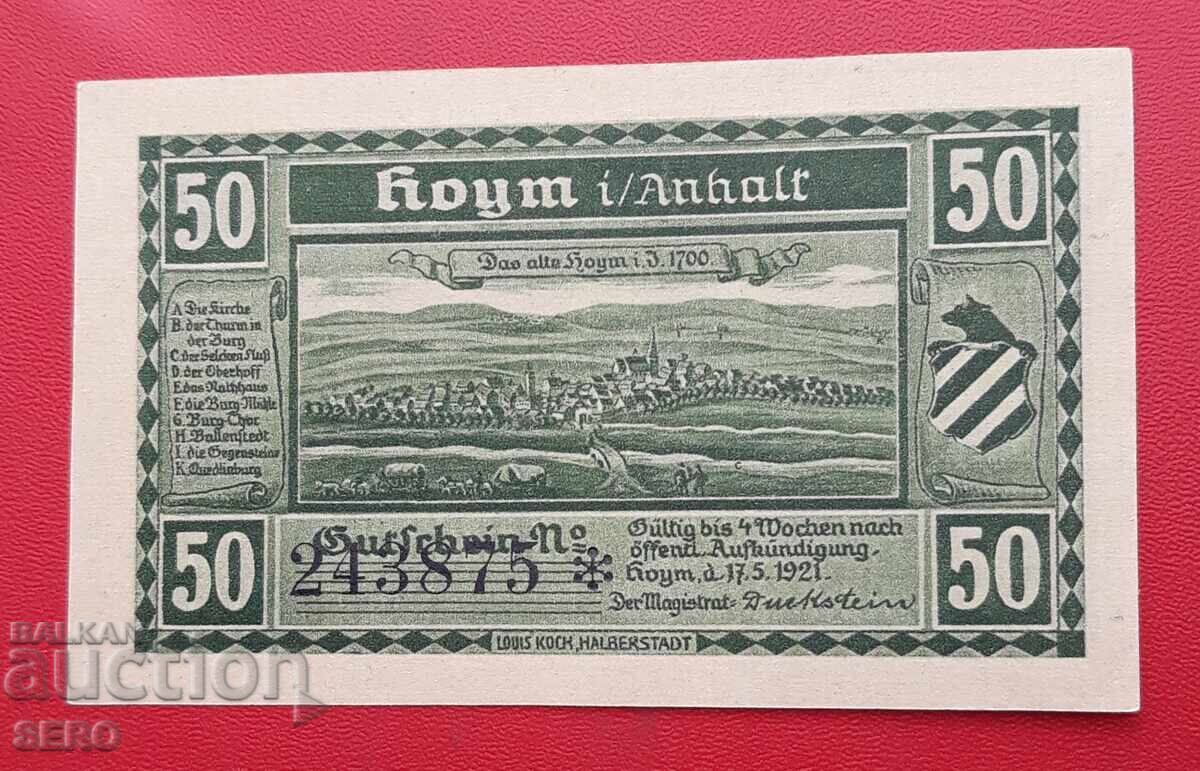 50
Hoym i/Anhalt
50
Das alte Hoym i. J. 1700.
A Die Kirche
B. der Thurm in
der Burg
C. der Selcken Fluß
D. der Oberhoff
E. das Rathhaus
F. die Burg-Mühle
G. Burg-Thor
H. Ballenstedt
I. die Gegensteine
K. Quedlinburg
50
Gutschein No.
243875 *
Gültig bis 4 Wochen nach
öffentl. Aufkündigung.
Hoym, d. 17. 5. 1921.
Der Magistrat: Duckstein
50
LOUIS KOCH, HALBERSTADT
BALKAN
auction
SERO